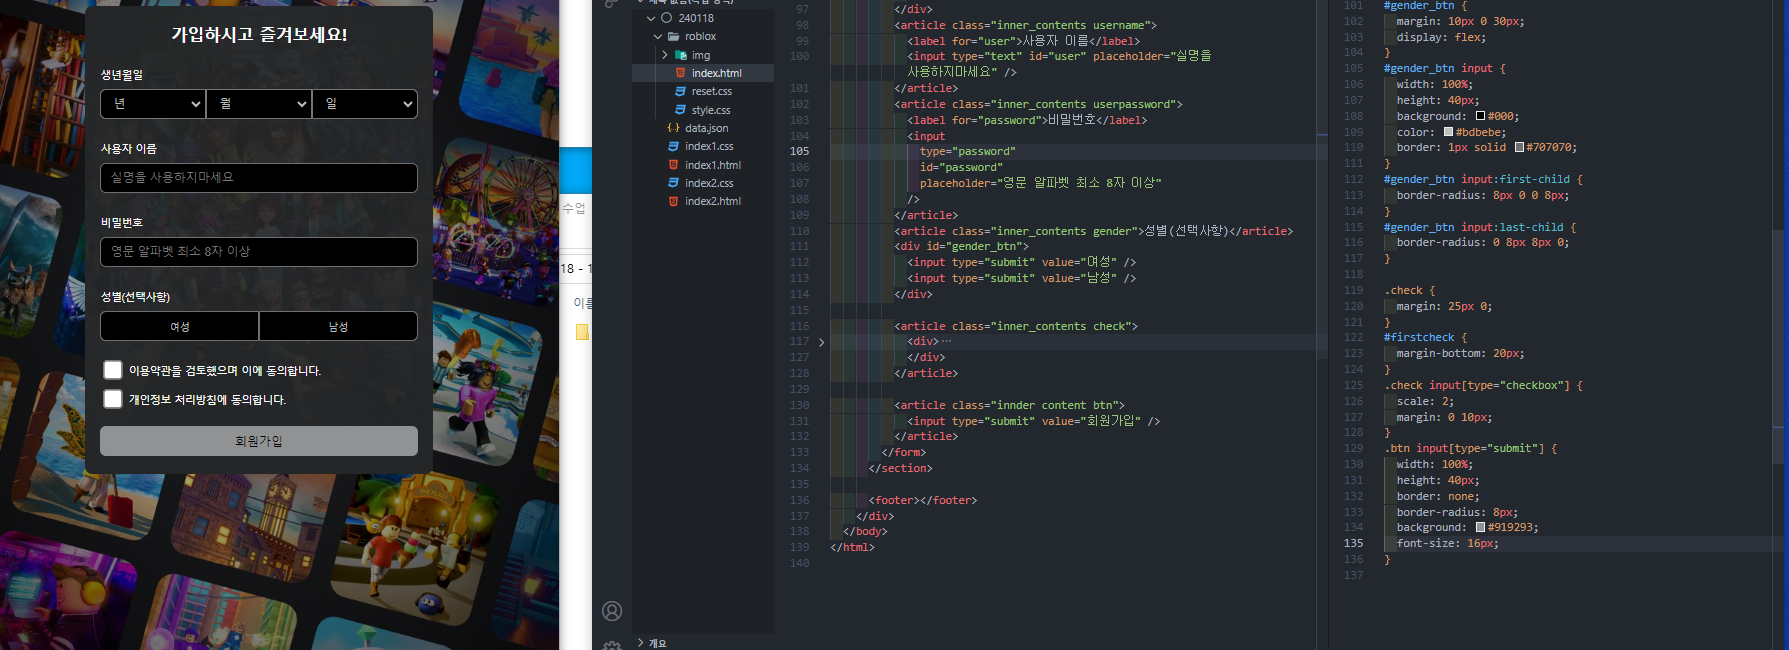 가입하시고 즐겨보세요!
생년월일
년 월 일
사용자 이름
실명을 사용하지마세요
비밀번호
영문 알파벳 최소 8자 이상
성별(선택사항)
여성 남성
이용약관을 검토했으며 이에 동의합니다.
개인정보 처리방침에 동의합니다.
회원가입
수업
18 - 1
이름
240118
roblox
img
index.html
reset.css
style.css
data.json
index1.css
index1.html
index2.css
index2.html
개요
97 </div>
98 <article class="inner_contents username">
99 <label for="user">사용자 이름</label>
100 <input type="text" id="user" placeholder="실명을
사용하지마세요" />
101 </article>
102 <article class="inner_contents userpassword">
103 <label for="password">비밀번호</label>
104 <input
105 type="password"
106 id="password"
107 placeholder="영문 알파벳 최소 8자 이상"
108 />
109 </article>
110 <article class="inner_contents gender">성별(선택사항)</article>
111 <div id="gender_btn">
112 <input type="submit" value="여성" />
113 <input type="submit" value="남성" />
114 </div>
115
116 <article class="inner_contents check">
117 <div>…
127 </div>
128 </article>
129
130 <article class="innder content btn">
131 <input type="submit" value="회원가입" />
132 </article>
133 </form>
134 </section>
135
136 <footer></footer>
137 </div>
138 </body>
139 </html>
140
101 #gender_btn {
102 margin: 10px 0 30px;
103 display: flex;
104 }
105 #gender_btn input {
106 width: 100%;
107 height: 40px;
108 background: #000;
109 color: #bdbebe;
110 border: 1px solid #707070;
111 }
112 #gender_btn input:first-child {
113 border-radius: 8px 0 0 8px;
114 }
115 #gender_btn input:last-child {
116 border-radius: 0 8px 8px 0;
117 }
118
119 .check {
120 margin: 25px 0;
121 }
122 #firstcheck {
123 margin-bottom: 20px;
124 }
125 .check input[type="checkbox"] {
126 scale: 2;
127 margin: 0 10px;
128 }
129 .btn input[type="submit"] {
130 width: 100%;
131 height: 40px;
132 border: none;
133 border-radius: 8px;
134 background: #919293;
135 font-size: 16px;
136 }
137